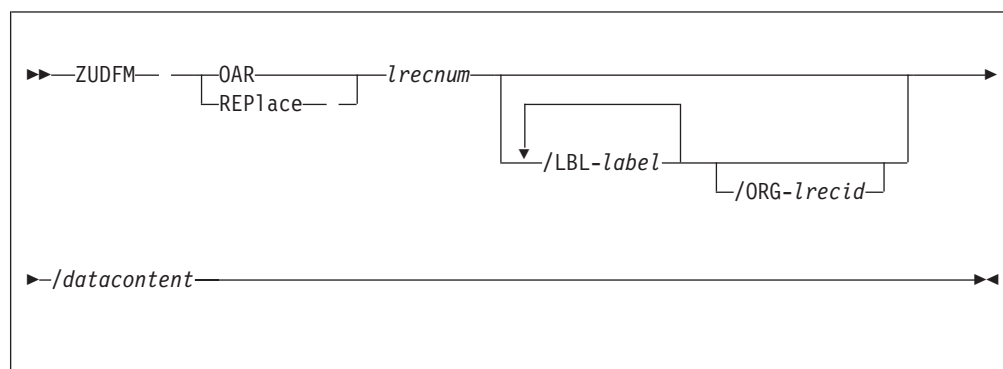 ZUDFM OAR lrecnum
REPlace
/LBL-label
/ORG-lrecid
/datacontent